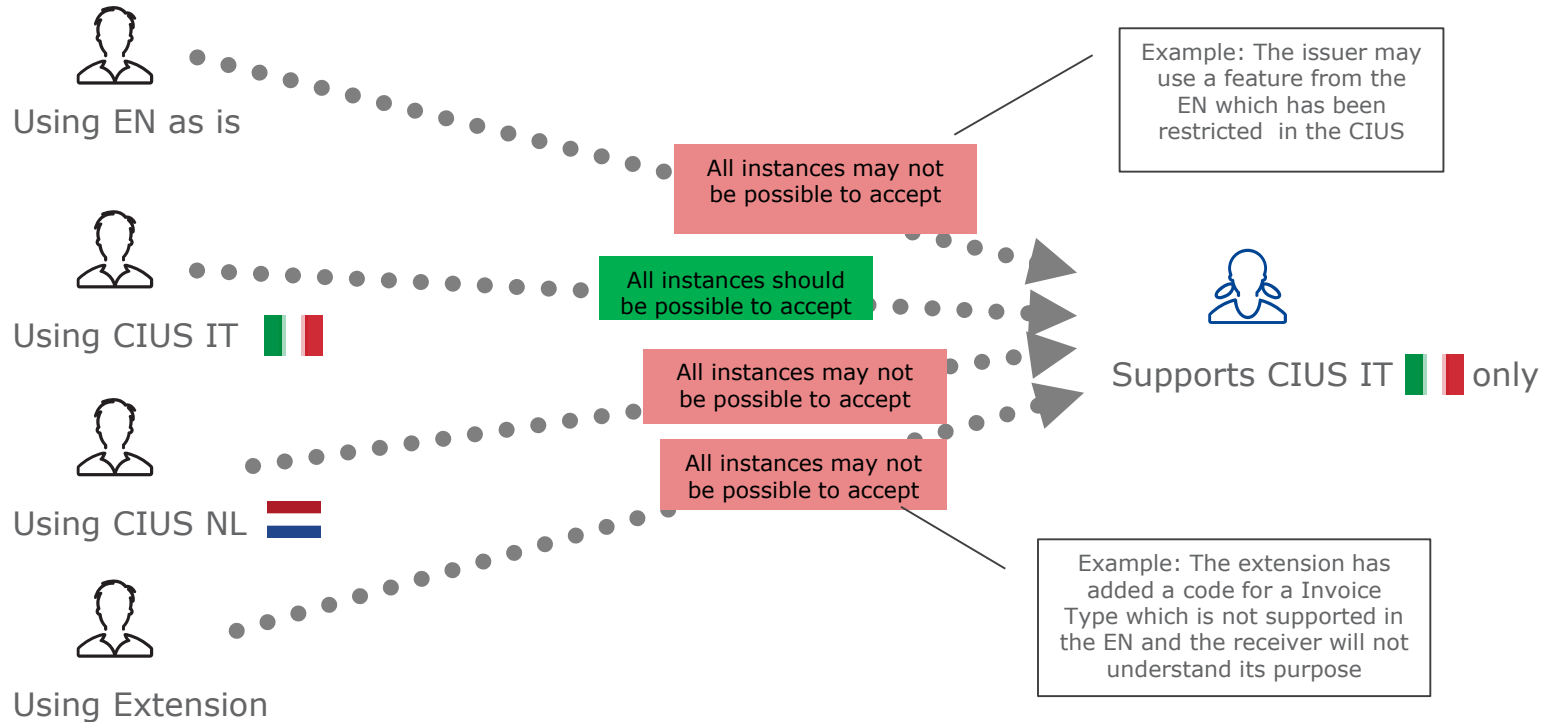 Using EN as is
Example: The issuer may
use a feature from the
EN which has been
restricted in the CIUS
All instances may not
be possible to accept
Using CIUS IT
All instances should
be possible to accept
Supports CIUS IT only
Using CIUS NL
All instances may not
be possible to accept
Using Extension
All instances may not
be possible to accept
Example: The extension has
added a code for a Invoice
Type which is not supported in
the EN and the receiver will not
understand its purpose